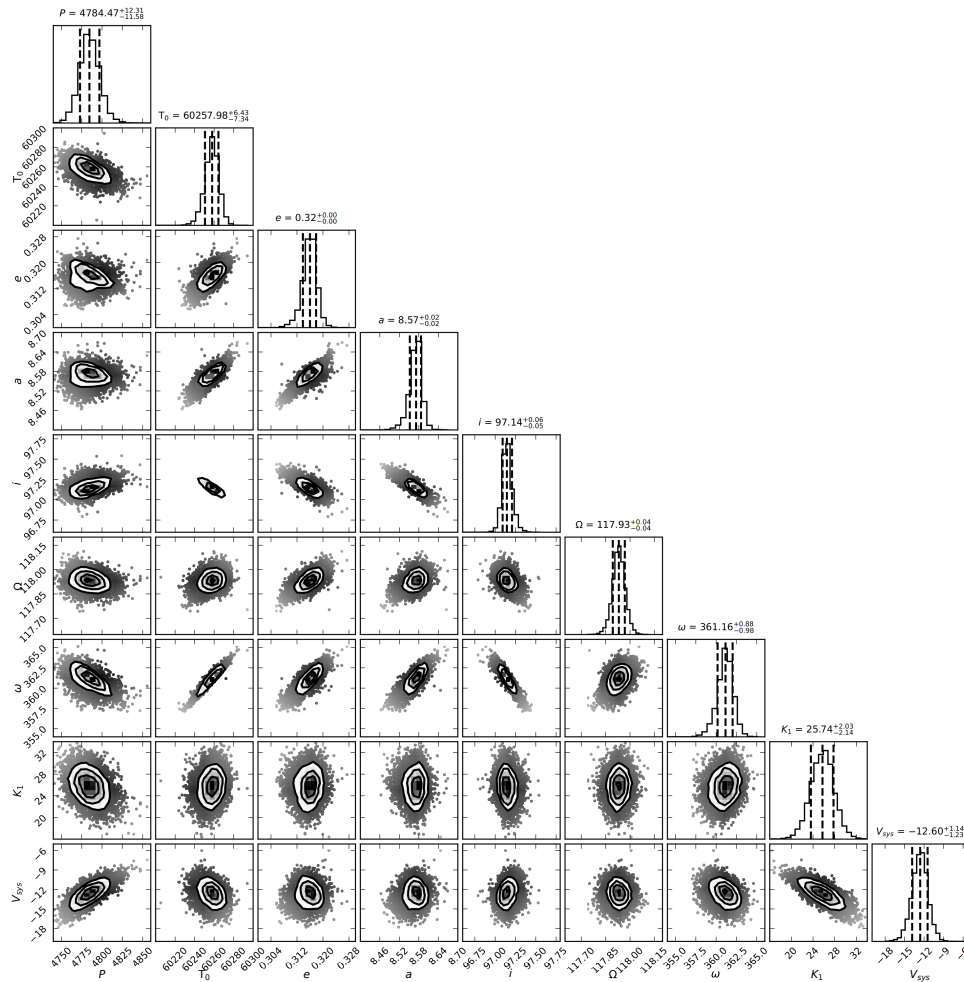 P = 4784.47 +12.31 −11.58
T0 = 60257.98 +6.43 −7.34
T0 60300 60280 60260 60240 60220
e = 0.32 +0.00 −0.00
e 0.328 0.320 0.312 0.304
a = 8.57 +0.02 −0.02
a 8.70 8.64 8.58 8.52 8.46
i = 97.14 +0.06 −0.05
i 97.75 97.50 97.25 97.00 96.75
Ω = 117.93 +0.04 −0.04
Ω 118.15 118.00 117.85 117.70
ω = 361.16 +0.88 −0.98
ω 365.0 362.5 360.0 357.5 355.0
K1 = 25.74 +2.03 −2.14
K1 32 28 24 20
Vsys = −12.60 +1.14 −1.23
Vsys −6 −9 −12 −15 −18
4750 4775 4800 4825 4850 60220 60240 60260 60280 60300 0.304 0.312 0.320 0.328 8.46 8.52 8.58 8.64 8.70 96.75 97.00 97.25 97.50 97.75 117.70 117.85 118.00 118.15 355.0 357.5 360.0 362.5 365.0 20 24 28 32 −18 −15 −12 −9 −6
P T0 e a i Ω ω K1 Vsys